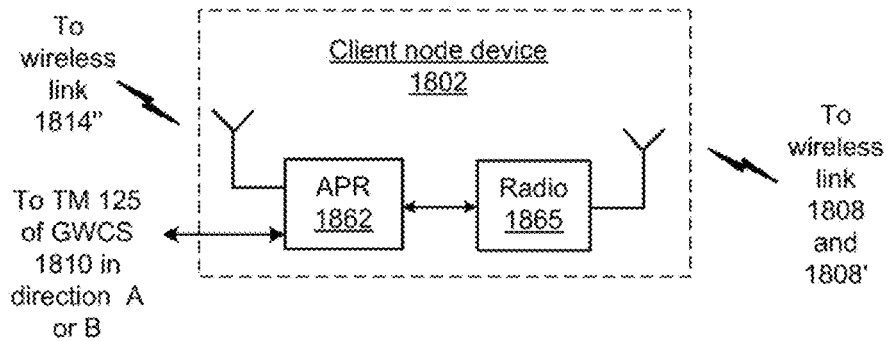 To
wireless
link
1814"
To TM 125
of GWCS
1810 in
direction A
or B
Client node device
1802
APR
1862
Radio
1865
To
wireless
link
1808
and
1808'